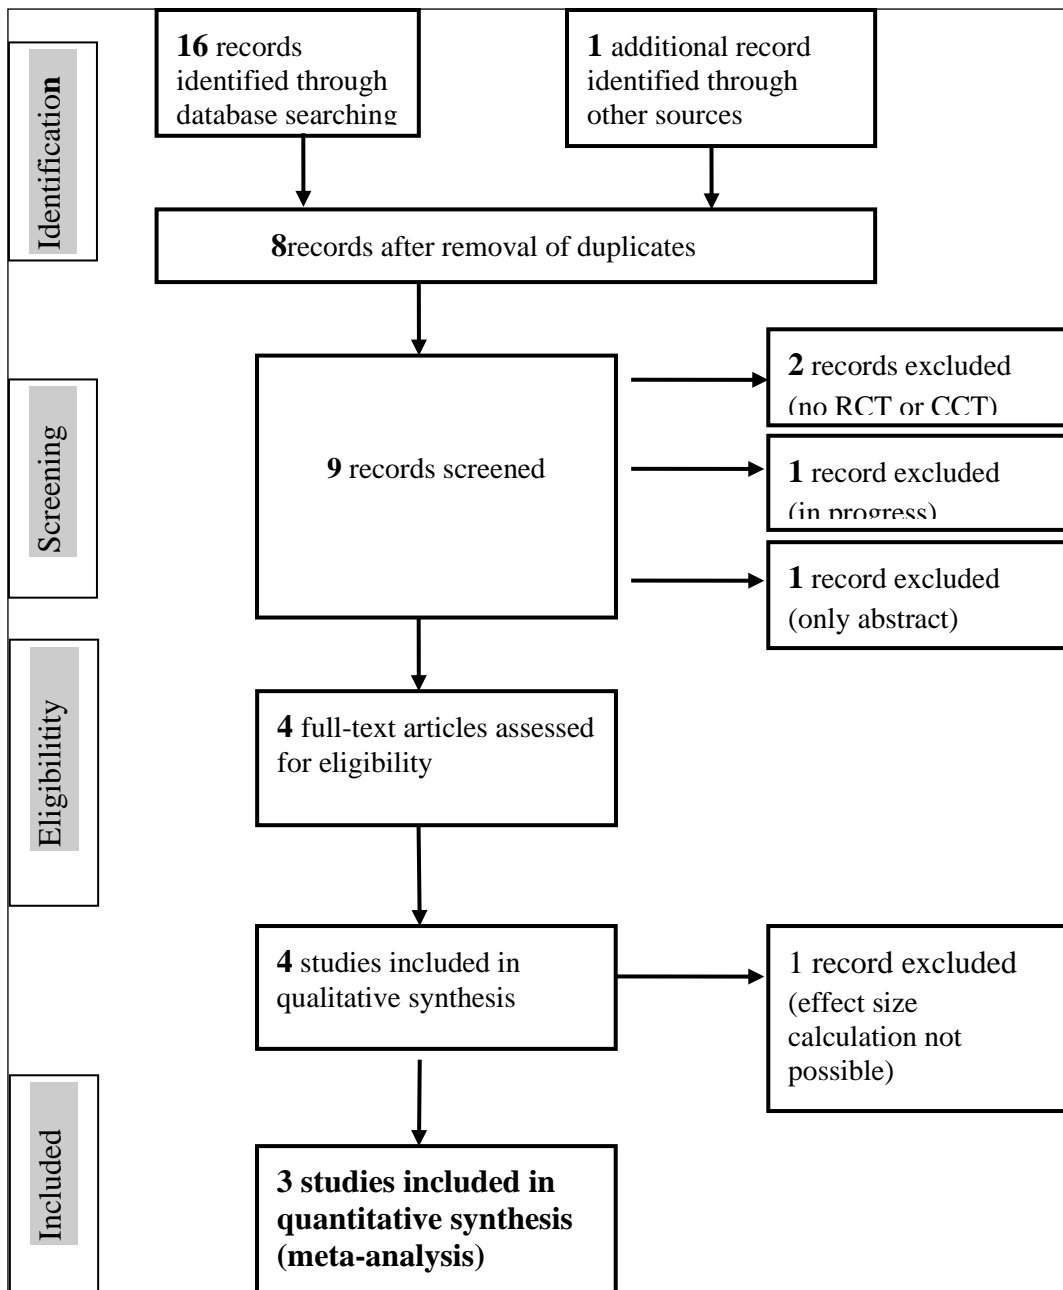 Identification
16 records
identified through
database searching
1 additional record
identified through
other sources
8records after removal of duplicates
Screening
9 records screened
2 records excluded
(no RCT or CCT)
1 record excluded
(in progress)
1 record excluded
(only abstract)
Eligibilitity
4 full-text articles assessed
for eligibility
4 studies included in
qualitative synthesis
1 record excluded
(effect size
calculation not
possible)
Included
3 studies included in
quantitative synthesis
(meta-analysis)